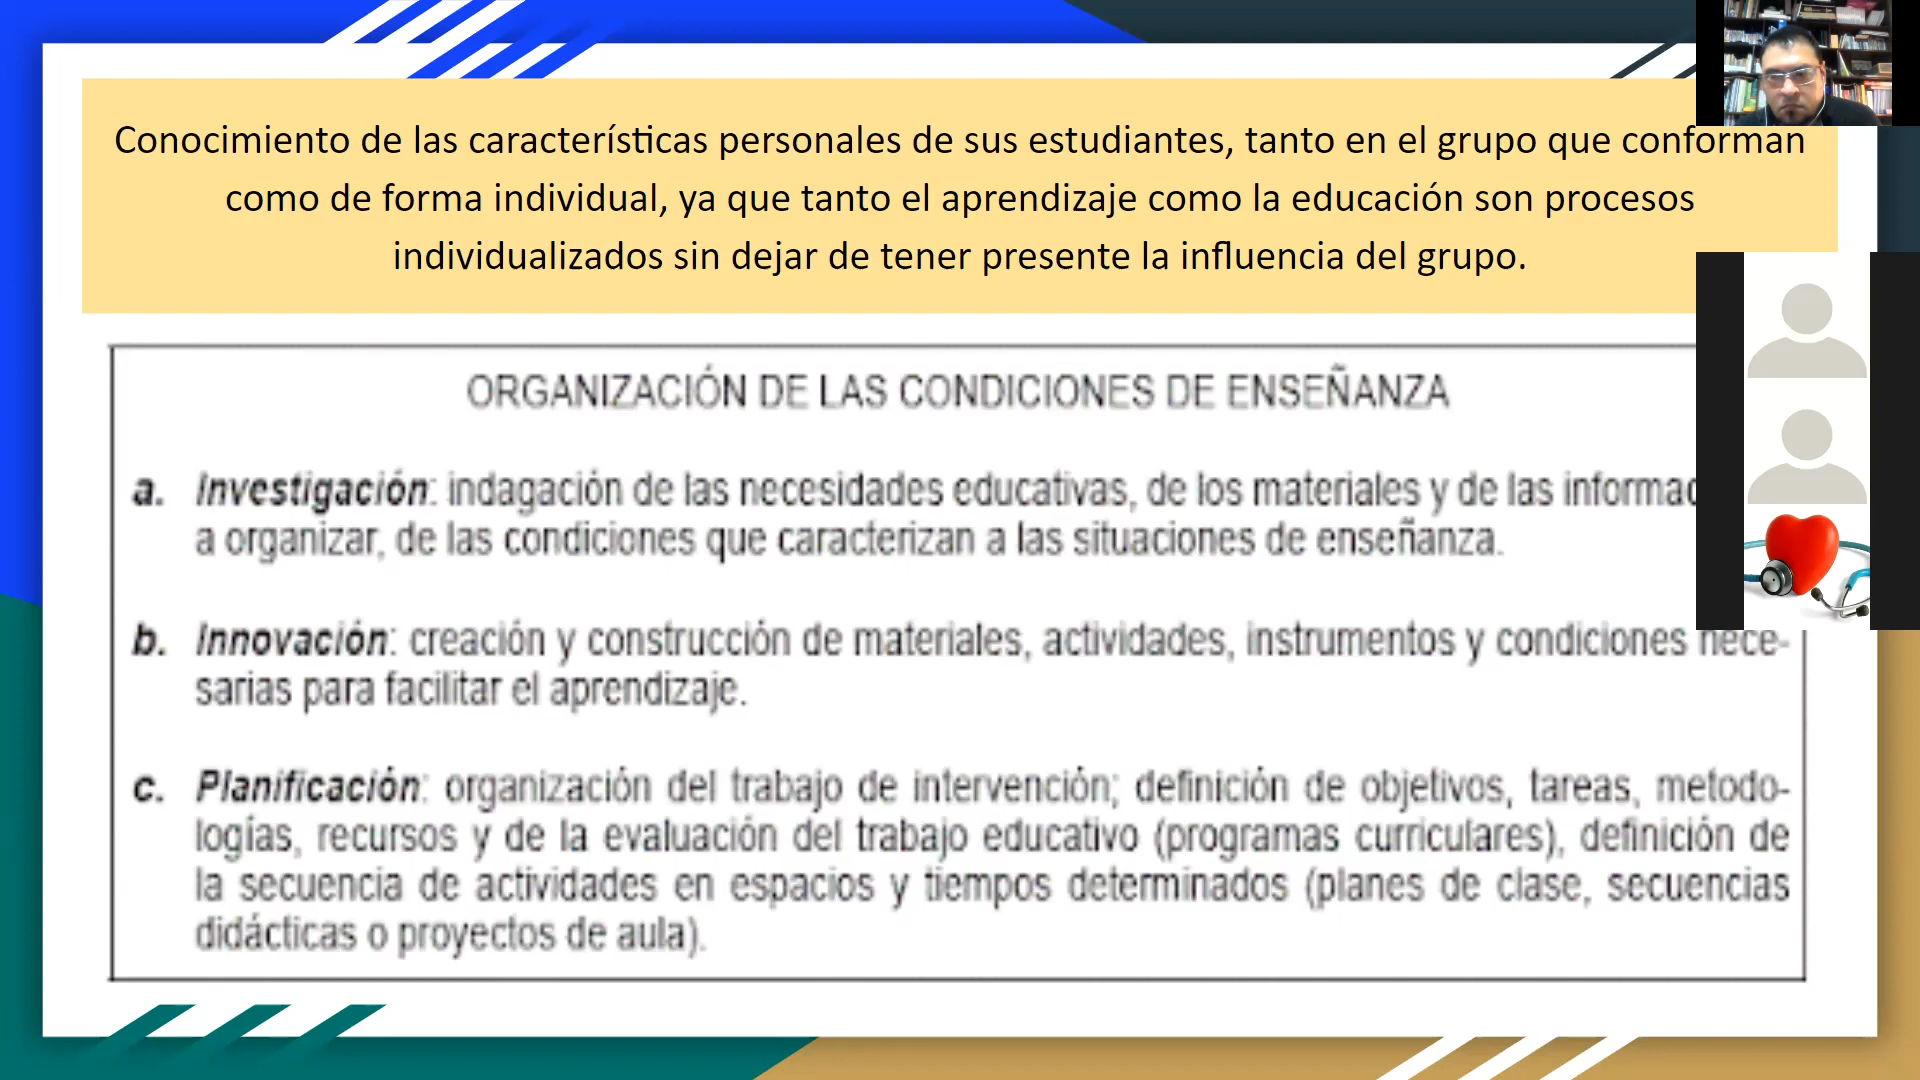 Conocimiento de las características personales de sus estudiantes, tanto en el grupo que conforman
como de forma individual, ya que tanto el aprendizaje como la educación son procesos
individualizados sin dejar de tener presente la influencia del grupo.
ORGANIZACIÓN DE LAS CONDICIONES DE ENSEÑANZA
a. Investigación: indagación de las necesidades educativas, de los materiales y de las
a organizar, de las condiciones que caracterizan a las situaciones de enseñanza.
b. Innovación: creación y construcción de materiales, actividades, instrumentos y condiciones nece-
sarias para facilitar el aprendizaje.
c. Planificación: organización del trabajo de intervención; definición de objetivos, tareas, metodo-
logías, recursos y de la evaluación del trabajo educativo (programas curriculares), definición de
la secuencia de actividades en espacios y tiempos determinados (planes de clase, secuencias
didácticas o proyectos de aula).